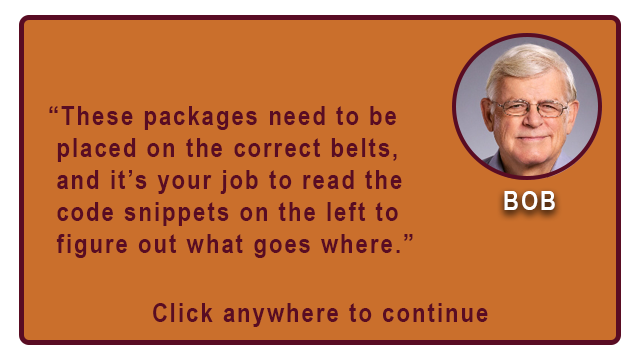 “These packages need to be
placed on the correct belts,
and it’s your job to read the
code snippets on the left to
figure out what goes where.”
BOB
Click anywhere to continue